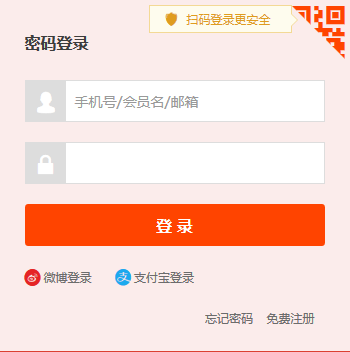 扫码登录更安全
密码登录
手机号/会员名/邮箱
登 录
微博登录 支付宝登录
忘记密码 免费注册